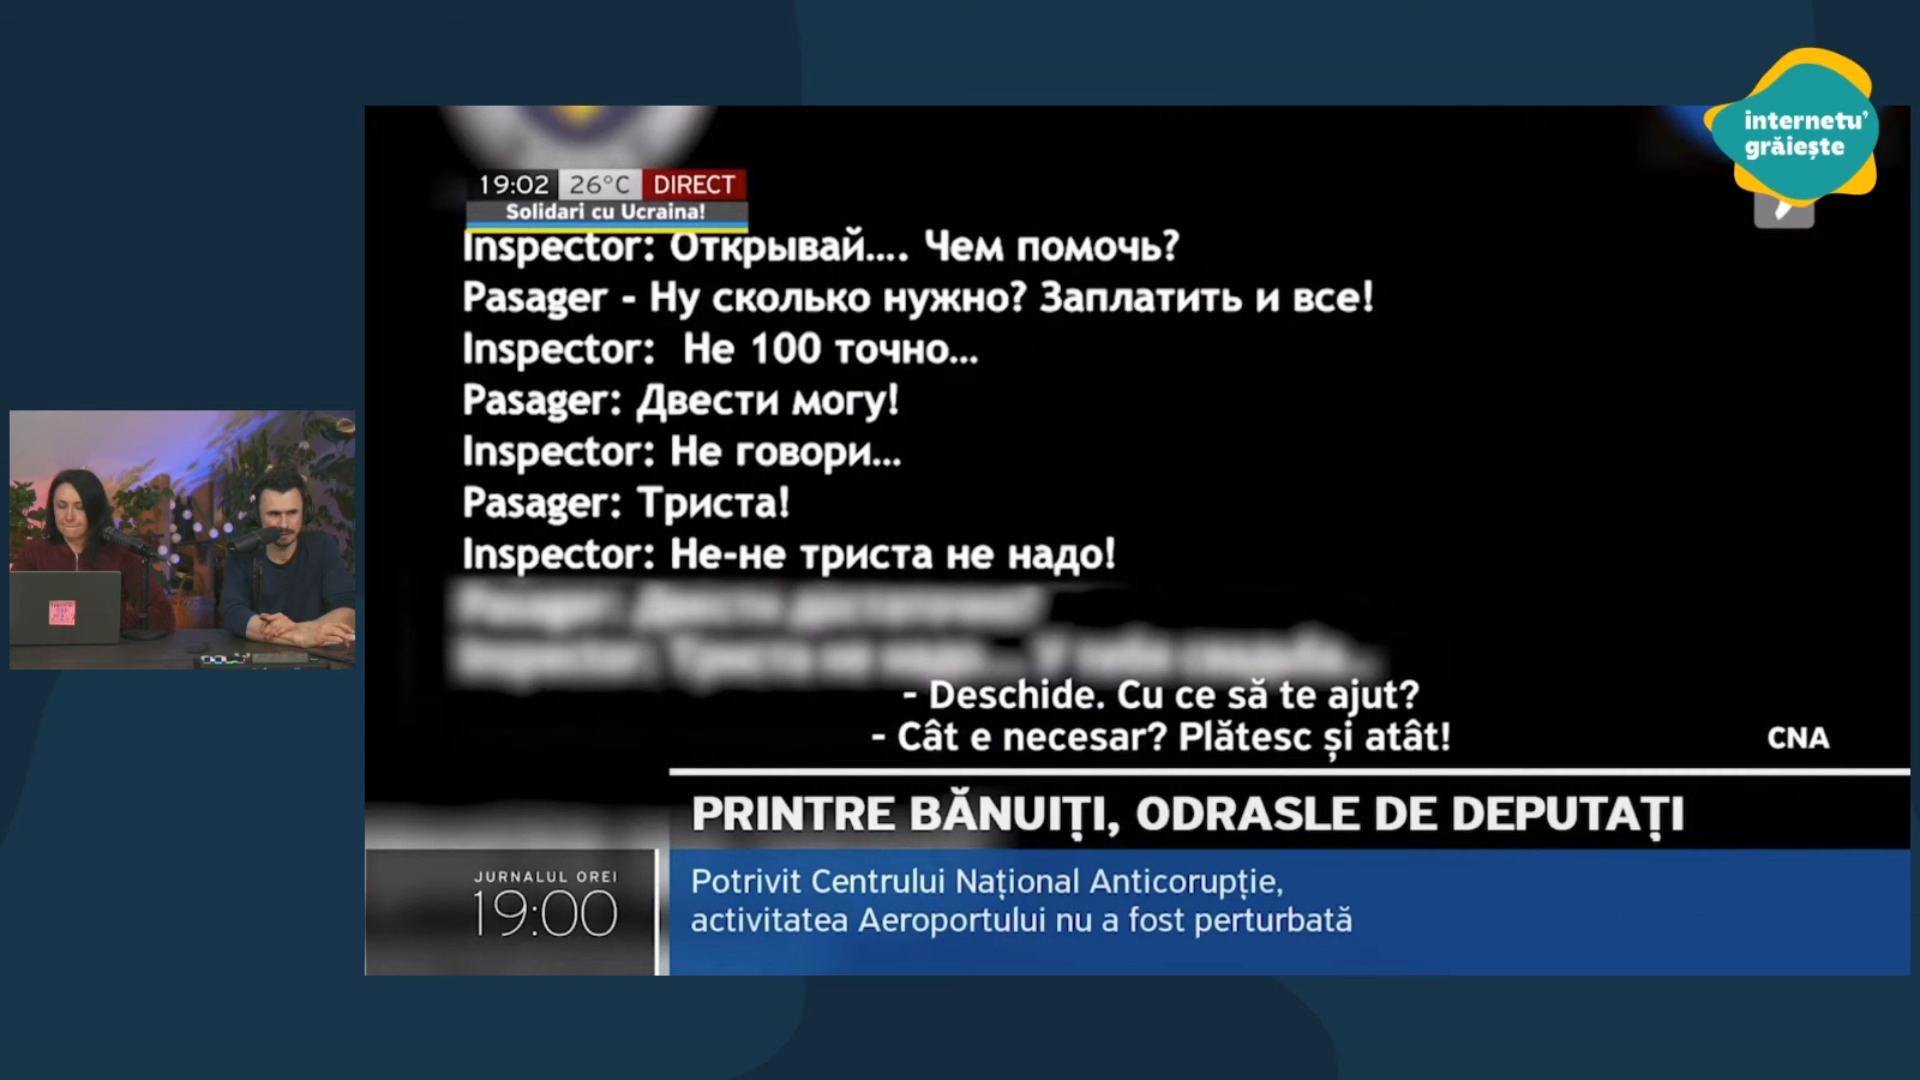 internetu'
grăiește
19:02 26°C DIRECT
Solidari cu Ucraina!
Inspector: Открывай.... Чем помочь?
Pasager - Ну сколько нужно? Заплатить и все!
Inspector: Не 100 точно...
Pasager: Двести могу!
Inspector: Не говори...
Pasager: Триста!
Inspector: Не-не триста не надо!
- Deschide. Cu ce să te ajut?
- Cât e necesar? Plătesc și atât!
CNA
PRINTRE BĂNUIȚI, ODRASLE DE DEPUTAȚI
JURNALUL OREI
19:00
Potrivit Centrului Național Anticorupție,
activitatea Aeroportului nu a fost perturbată